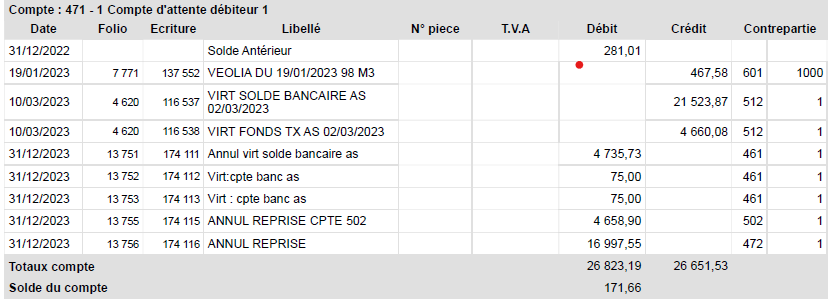 Compte : 471 - 1 Compte d'attente débiteur 1
Date Folio Ecriture Libellé N° piece T.V.A Débit Crédit Contrepartie
31/12/2022 Solde Antérieur 281,01
19/01/2023 7 771 137 552 VEOLIA DU 19/01/2023 98 M3 467,58 601 1000
10/03/2023 4 620 116 537 VIRT SOLDE BANCAIRE AS 02/03/2023 21 523,87 512 1
10/03/2023 4 620 116 538 VIRT FONDS TX AS 02/03/2023 4 660,08 512 1
31/12/2023 13 751 174 111 Annul virt solde bancaire as 4 735,73 461 1
31/12/2023 13 752 174 112 Virt:cpte banc as 75,00 461 1
31/12/2023 13 753 174 113 Virt : cpte banc as 75,00 461 1
31/12/2023 13 755 174 115 ANNUL REPRISE CPTE 502 4 658,90 502 1
31/12/2023 13 756 174 116 ANNUL REPRISE 16 997,55 472 1
Totaux compte 26 823,19 26 651,53
Solde du compte 171,66